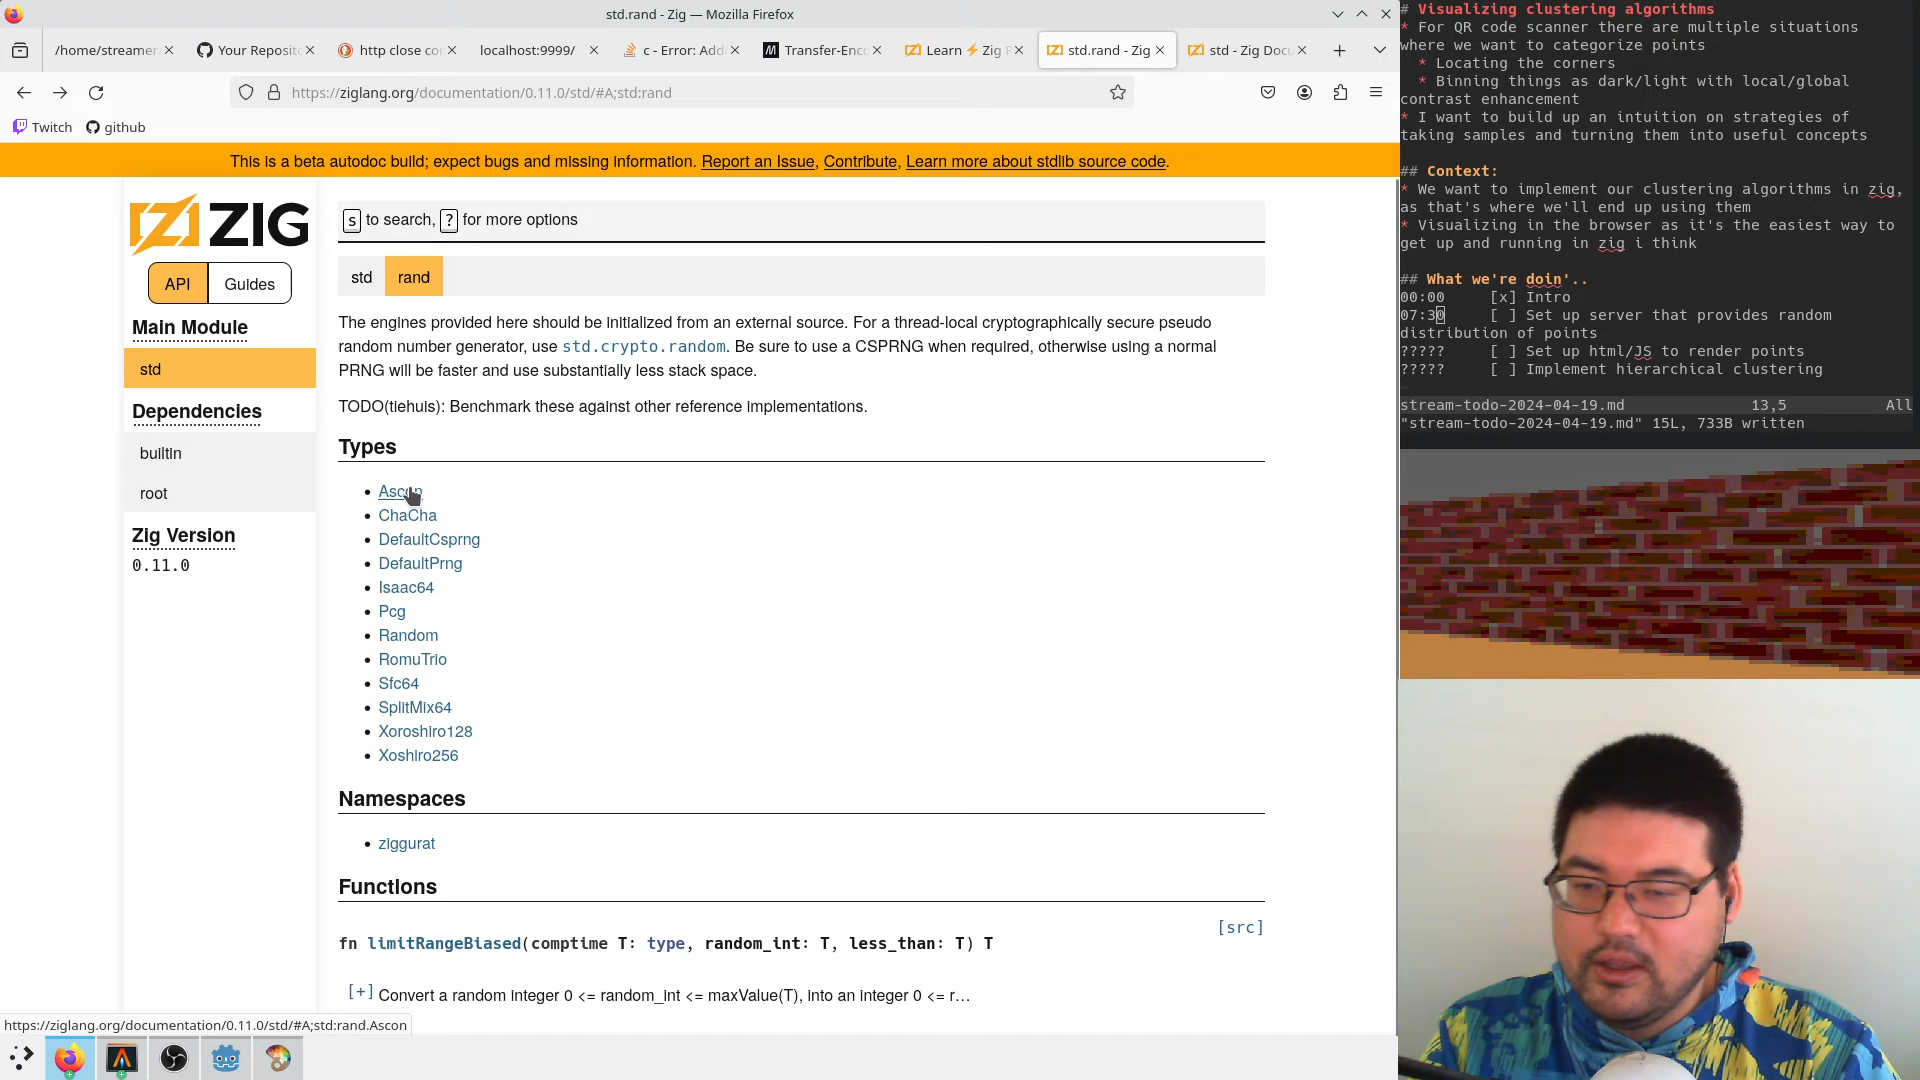 std.rand - Zig — Mozilla Firefox
/home/streamer
Your Reposit
http close co
localhost:9999/
c - Error: Add
Transfer-Enc
Learn ⚡ Zig
std.rand - Zig
std - Zig Docu
https://ziglang.org/documentation/0.11.0/std/#A;std:rand
Twitch
github
This is a beta autodoc build; expect bugs and missing information. Report an Issue, Contribute, Learn more about stdlib source code.
ZIG
API
Guides
Main Module
std
Dependencies
builtin
root
Zig Version
0.11.0
s to search, ? for more options
std rand
The engines provided here should be initialized from an external source. For a thread-local cryptographically secure pseudo
random number generator, use std.crypto.random. Be sure to use a CSPRNG when required, otherwise using a normal
PRNG will be faster and use substantially less stack space.
TODO(tiehuis): Benchmark these against other reference implementations.
Types
• Ascon
• ChaCha
• DefaultCsprng
• DefaultPrng
• Isaac64
• Pcg
• Random
• RomuTrio
• Sfc64
• SplitMix64
• Xoroshiro128
• Xoshiro256
Namespaces
• ziggurat
Functions
[src]
fn limitRangeBiased(comptime T: type, random_int: T, less_than: T) T
[+] Convert a random integer 0 <= random_int <= maxValue(T), into an integer 0 <= r…
https://ziglang.org/documentation/0.11.0/std/#A;std:rand.Ascon
# Visualizing clustering algorithms
* For QR code scanner there are multiple situations
where we want to categorize points
* Locating the corners
* Binning things as dark/light with local/global
contrast enhancement
* I want to build up an intuition on strategies of
taking samples and turning them into useful concepts
## Context:
* We want to implement our clustering algorithms in zig,
as that's where we'll end up using them
* Visualizing in the browser as it's the easiest way to
get up and running in zig i think
## What we're doin'..
00:00 [x] Intro
07:30 [ ] Set up server that provides random
distribution of points
????? [ ] Set up html/JS to render points
????? [ ] Implement hierarchical clustering
stream-todo-2024-04-19.md 13,5 All
"stream-todo-2024-04-19.md" 15L, 733B written